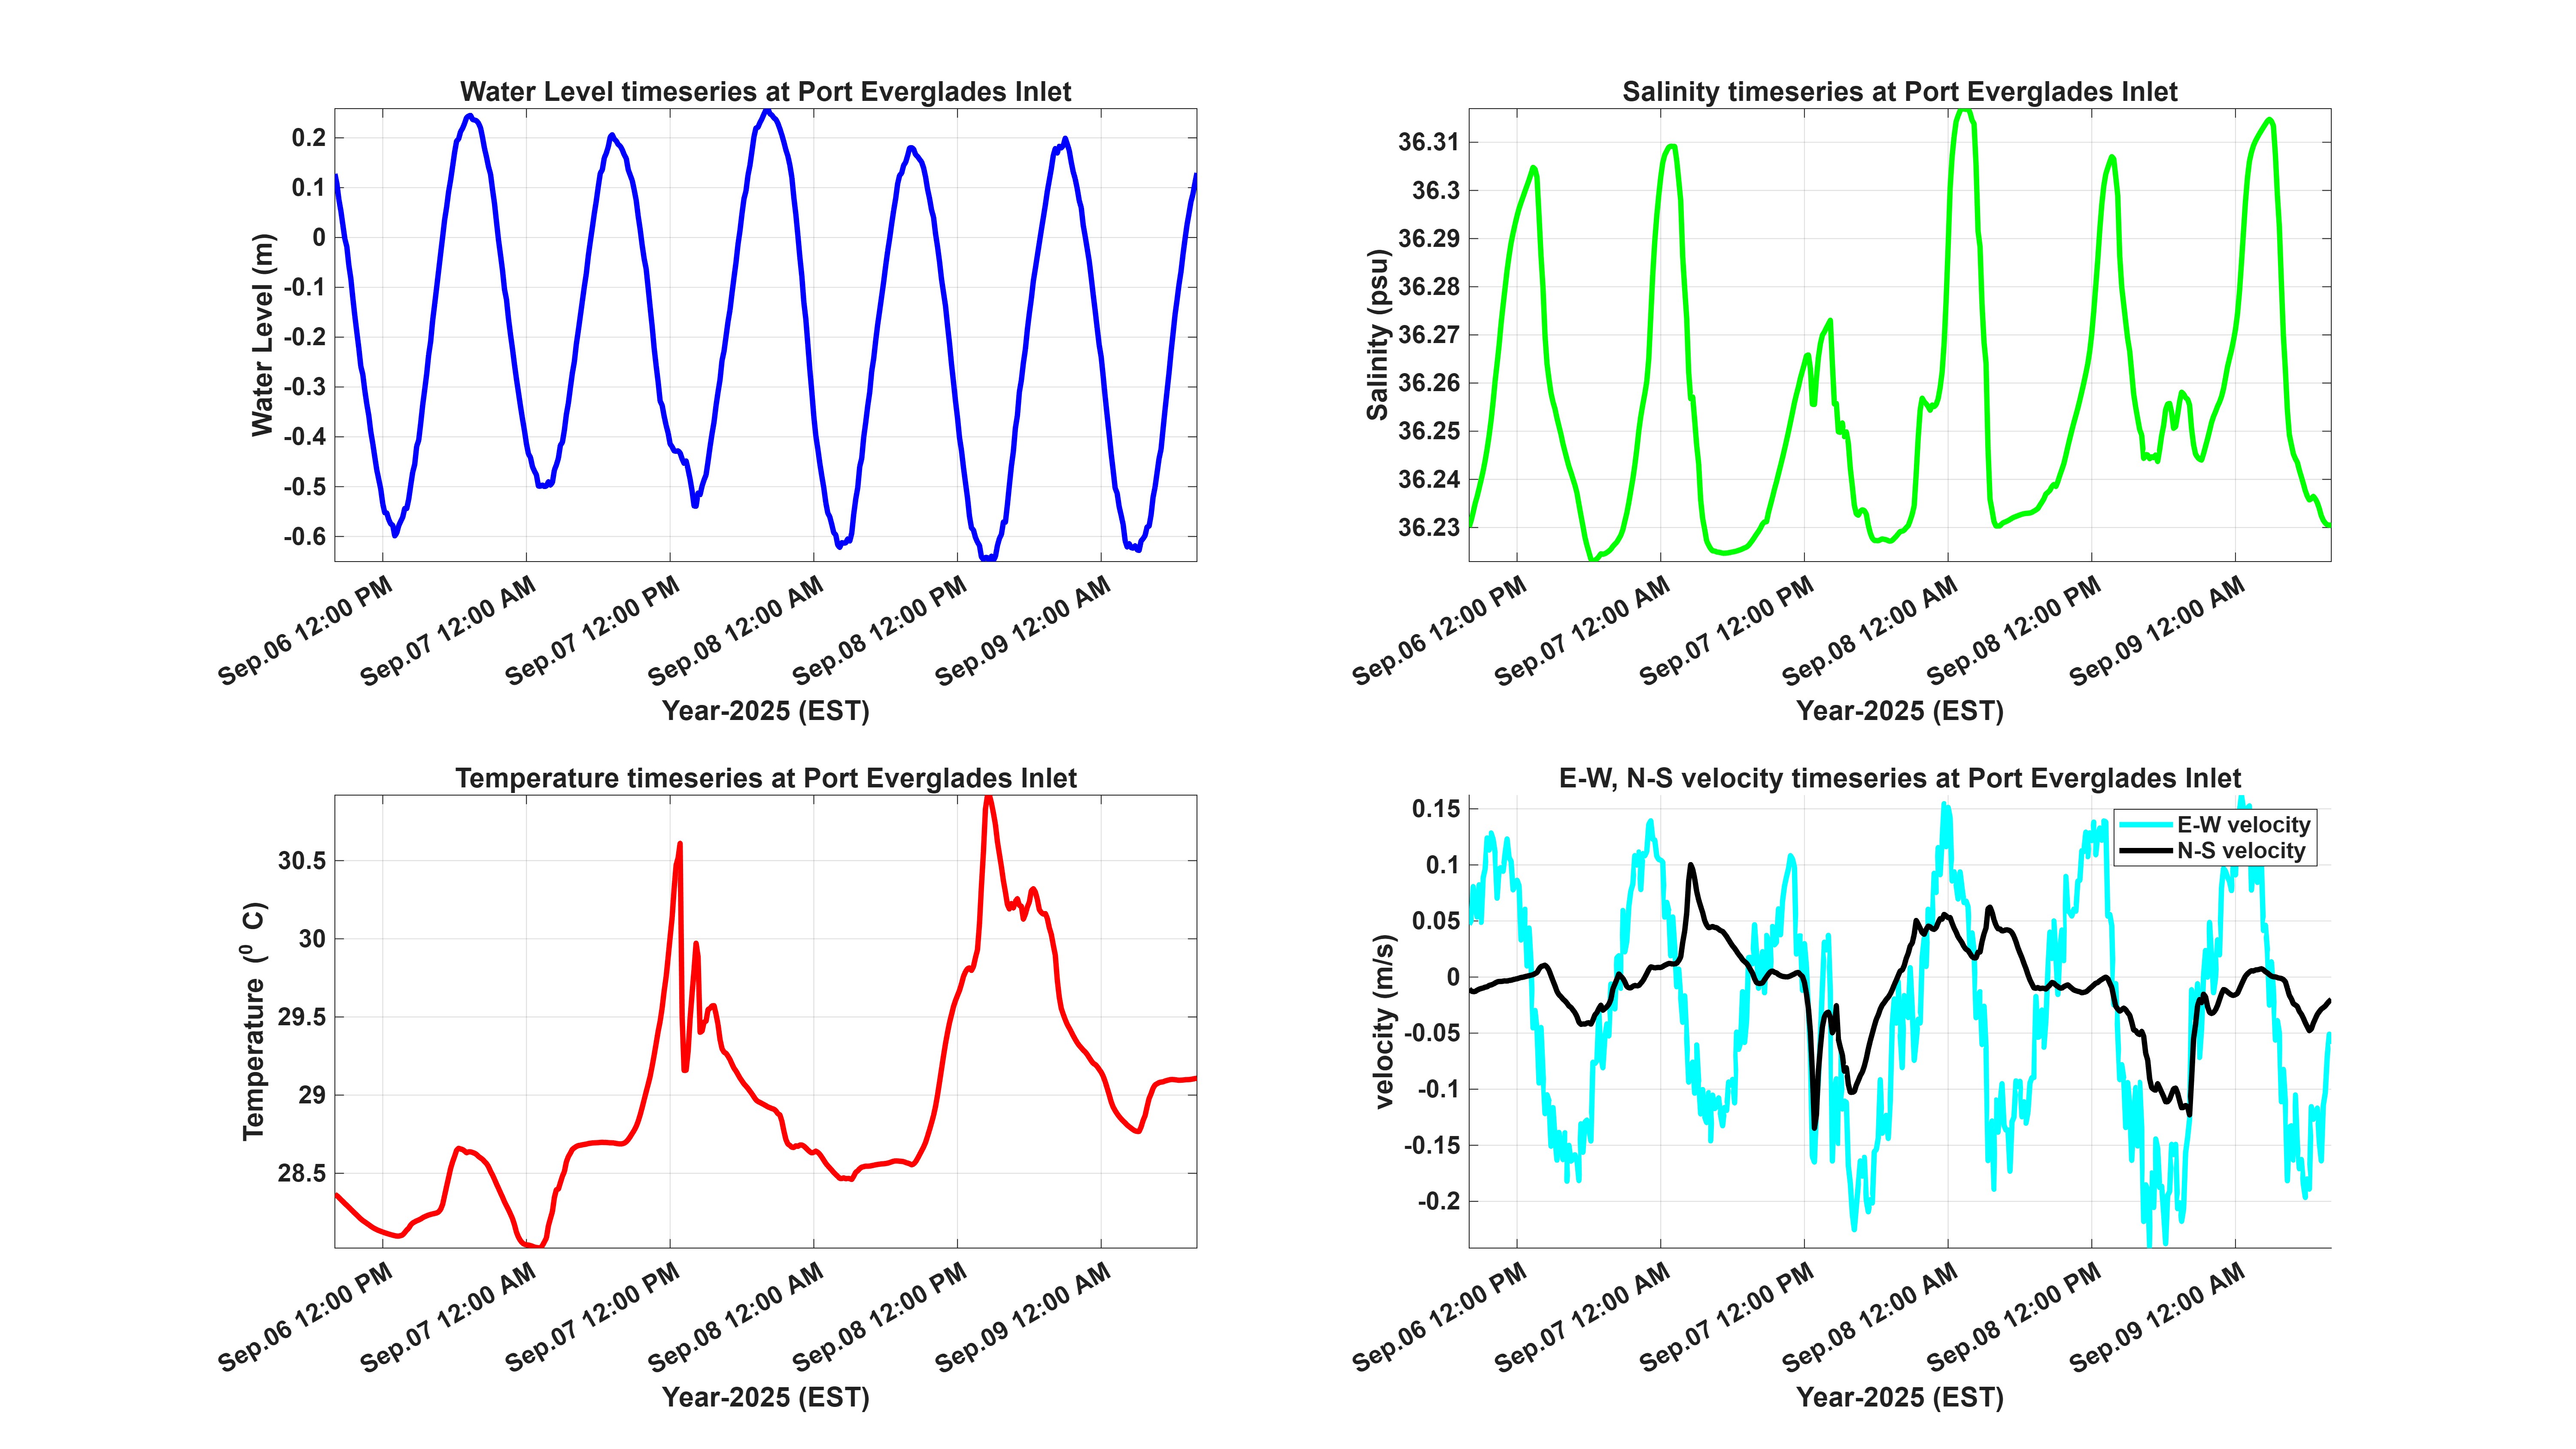 Water Level timeseries at Port Everglades Inlet
Water Level (m)
0.2
0.1
0
-0.1
-0.2
-0.3
-0.4
-0.5
-0.6
Sep.06 12:00 PM
Sep.07 12:00 AM
Sep.07 12:00 PM
Sep.08 12:00 AM
Sep.08 12:00 PM
Sep.09 12:00 AM
Year-2025 (EST)
Salinity timeseries at Port Everglades Inlet
Salinity (psu)
36.31
36.3
36.29
36.28
36.27
36.26
36.25
36.24
36.23
Sep.06 12:00 PM
Sep.07 12:00 AM
Sep.07 12:00 PM
Sep.08 12:00 AM
Sep.08 12:00 PM
Sep.09 12:00 AM
Year-2025 (EST)
Temperature timeseries at Port Everglades Inlet
Temperature (⁰ C)
30.5
30
29.5
29
28.5
Sep.06 12:00 PM
Sep.07 12:00 AM
Sep.07 12:00 PM
Sep.08 12:00 AM
Sep.08 12:00 PM
Sep.09 12:00 AM
Year-2025 (EST)
E-W, N-S velocity timeseries at Port Everglades Inlet
velocity (m/s)
0.15
0.1
0.05
0
-0.05
-0.1
-0.15
-0.2
E-W velocity
N-S velocity
Sep.06 12:00 PM
Sep.07 12:00 AM
Sep.07 12:00 PM
Sep.08 12:00 AM
Sep.08 12:00 PM
Sep.09 12:00 AM
Year-2025 (EST)